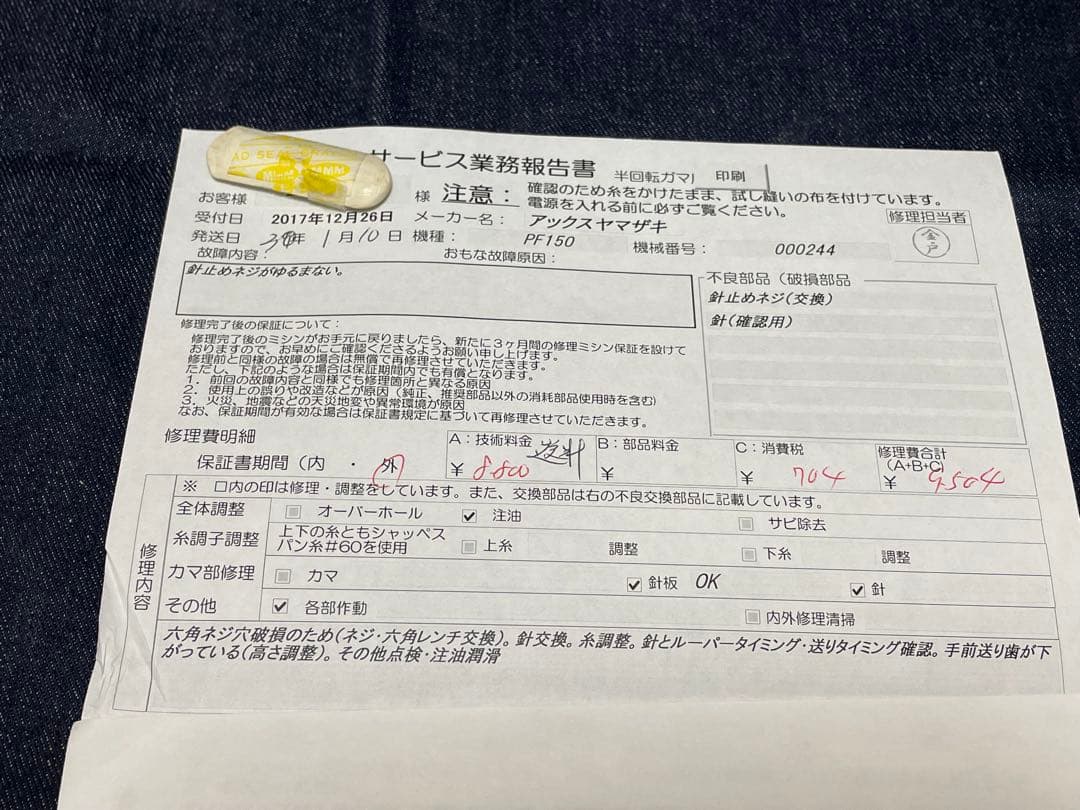 AD SEAL
MMM
サービス業務報告書 半回転ガマJ 印刷
お客様 様 注意： 確認のため糸をかけたまま、試し縫いの布を付けています。
電源を入れる前に必ずご覧ください。
受付日 2017年12月26日 メーカー名： アックスヤマザキ 修理担当者
金戸
発送日 30年 1月10日 機種： PF150 機械番号： 000244
故障内容： おもな故障原因：
針止めネジがゆるまない。
不良部品（破損部品
針止めネジ(交換)
針(確認用)
修理完了後の保証について：
修理完了後のミシンがお手元に戻りましたら、新たに３ヶ月間の修理ミシン保証を設けて
おりますので、お早めにご確認くださるようお願い申し上げます。
修理前と同様の故障の場合は無償で再修理させていただきます。
ただし、下記のような場合は保証期間内でも有償となります。
１．前回の故障内容と同様でも修理箇所と異なる原因
２．使用上の誤りや改造などが原因（純正、推奨部品以外の消耗部品使用時を含む）
３．火災、地震などの天災地変や異常環境が原因
なお、保証期間が有効な場合は保証書規定に基づいて再修理させていただきます。
修理費明細 A：技術料金 送料 B：部品料金 C：消費税 修理費合計
(A+B+C)
保証書期間（内 ・ 外） ￥ 8800 ￥ ￥ 704 ￥ 9504
※ 口内の印は修理・調整をしています。また、交換部品は右の不良交換部品に記載しています。
修理内容
全体調整 オーバーホール 注油 サビ除去
糸調子調整 上下の糸ともシャッペス
パン糸＃60を使用 上糸 調整 下糸 調整
カマ部修理 カマ 針板 OK 針
その他 各部作動 内外修理清掃
六角ネジ穴破損のため(ネジ・六角レンチ交換)。針交換。糸調整。針とルーパータイミング・送りタイミング確認。手前送り歯が下
がっている(高さ調整)。その他点検・注油潤滑